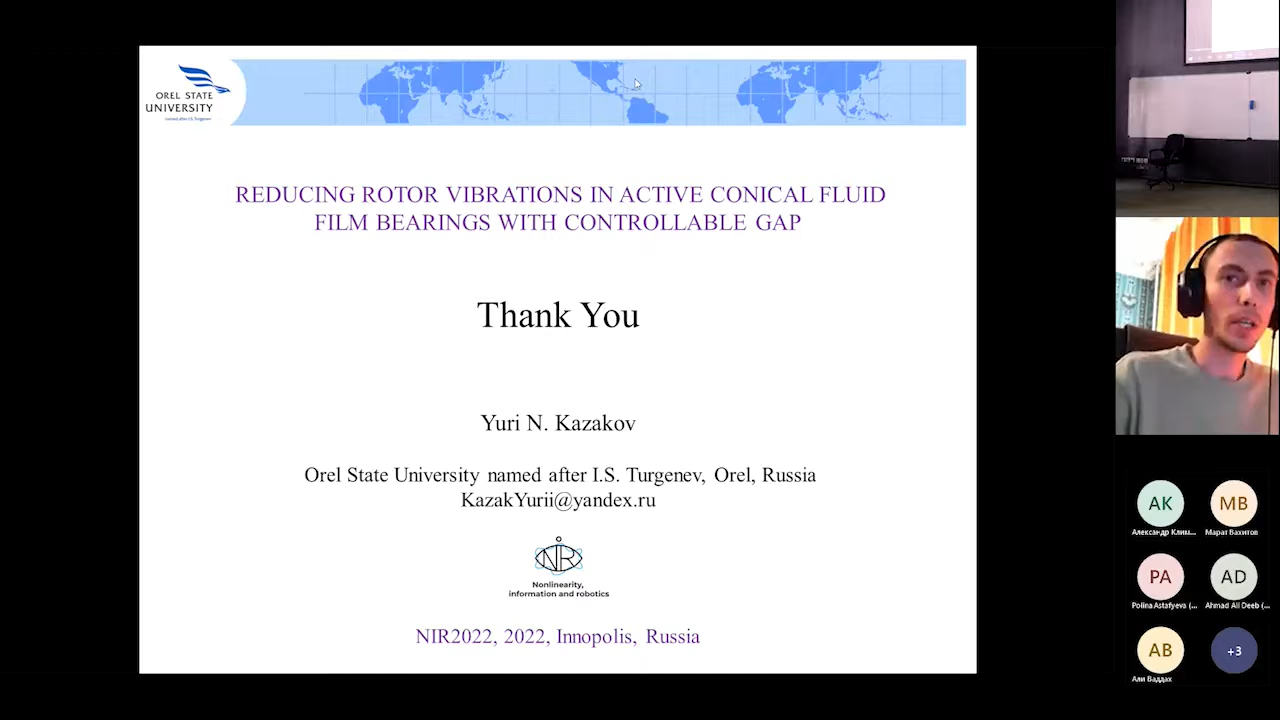 OREL STATE
UNIVERSITY
named after I.S. Turgenev
REDUCING ROTOR VIBRATIONS IN ACTIVE CONICAL FLUID
FILM BEARINGS WITH CONTROLLABLE GAP
Thank You
Yuri N. Kazakov
Orel State University named after I.S. Turgenev, Orel, Russia
KazakYurii@yandex.ru
NIR
Nonlinearity,
information and robotics
NIR2022, 2022, Innopolis, Russia
AK
MB
Александр Клим...
Марат Вахитов
PA
AD
Polina Astafyeva (...
Ahmad Ali Deeb (...
AB
+3
Али Ваддах